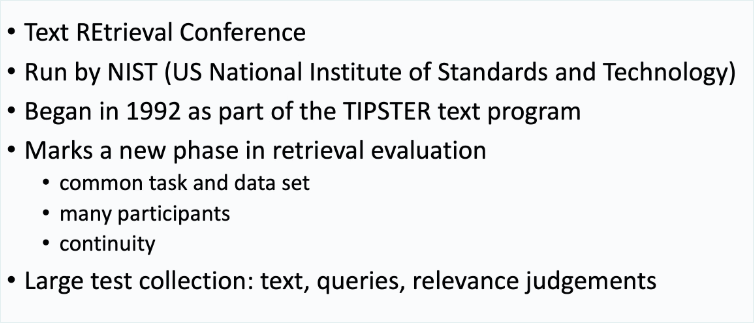 • Text REtrieval Conference
• Run by NIST (US National Institute of Standards and Technology)
• Began in 1992 as part of the TIPSTER text program
• Marks a new phase in retrieval evaluation
• common task and data set
• many participants
• continuity
• Large test collection: text, queries, relevance judgements